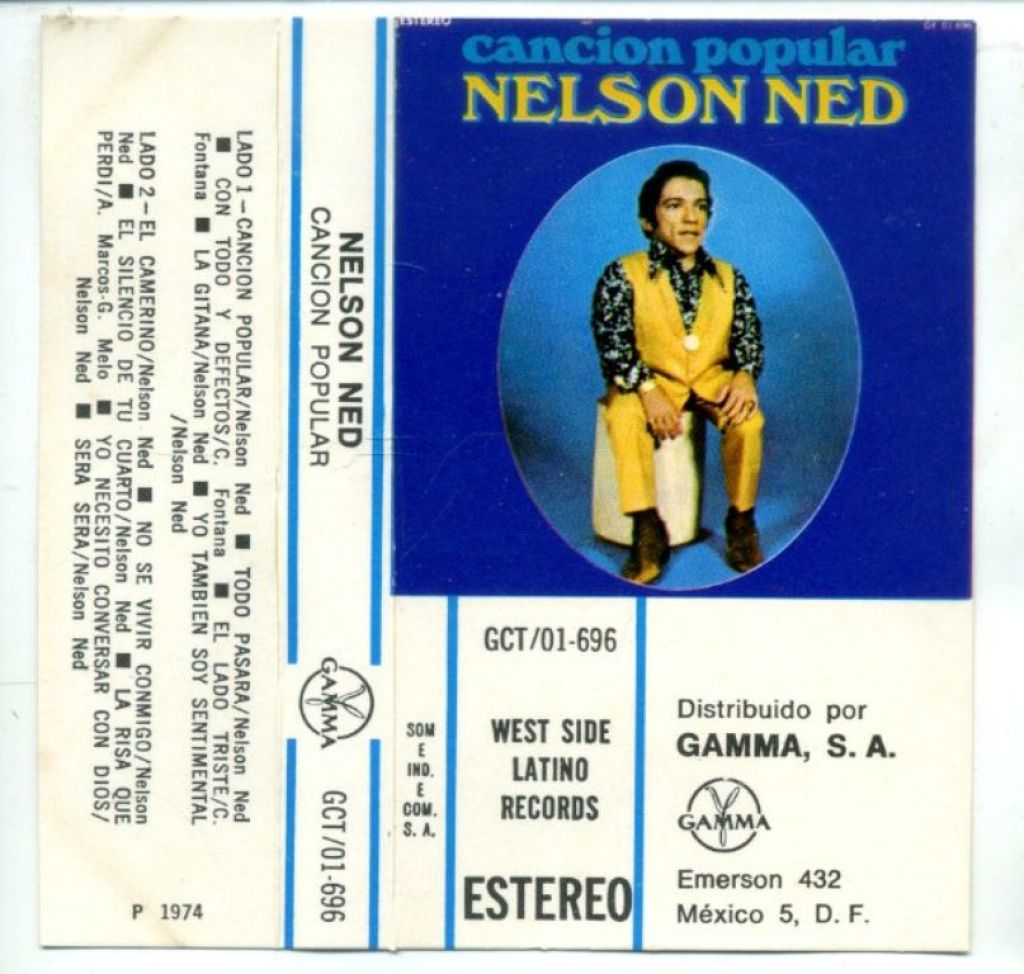 ESTEREO
cancion popular
NELSON NED
GCT/01-696
WEST SIDE
LATINO
RECORDS
ESTEREO
SOM
E
IND.
E
COM.
S. A.
Distribuido por
GAMMA, S. A.
GAMMA
Emerson 432
México 5, D. F.
NELSON NED
CANCION POPULAR
GAMMA
GCT/01-696
LADO 1—CANCION POPULAR/Nelson Ned ■ TODO PASARA/Nelson Ned
■ CON TODO Y DEFECTOS/C. Fontana ■ EL LADO TRISTE/C.
Fontana ■ LA GITANA/Nelson Ned ■ YO TAMBIEN SOY SENTIMENTAL
/Nelson Ned
LADO 2—EL CAMERINO/Nelson Ned ■ NO SE VIVIR CONMIGO/Nelson
Ned ■ EL SILENCIO DE TU CUARTO/Nelson Ned ■ LA RISA QUE
PERDI/A. Marcos-G. Melo ■ YO NECESITO CONVERSAR CON DIOS/
Nelson Ned ■ SERA SERA/Nelson Ned
P 1974